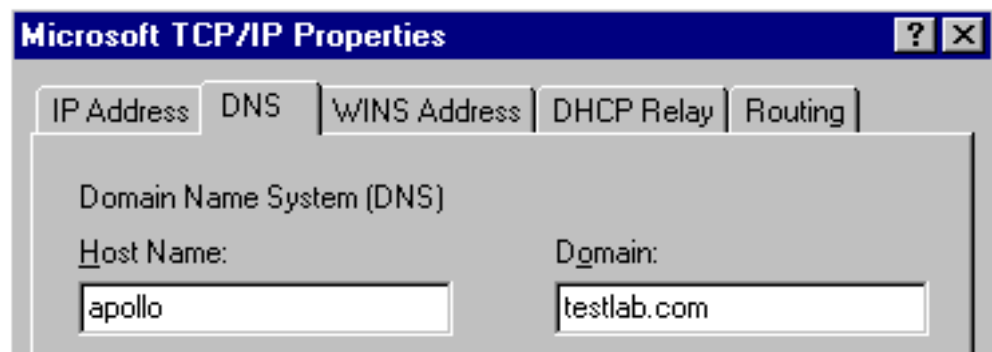 Microsoft TCP/IP Properties ? X
IP Address DNS WINS Address DHCP Relay Routing
Domain Name System (DNS)
Host Name: Domain:
apollo testlab.com